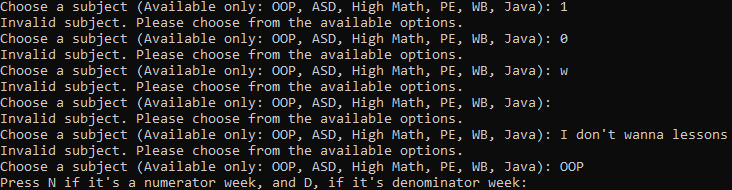 Choose a subject (Available only: OOP, ASD, High Math, PE, WB, Java): 1
Invalid subject. Please choose from the available options.
Choose a subject (Available only: OOP, ASD, High Math, PE, WB, Java): 0
Invalid subject. Please choose from the available options.
Choose a subject (Available only: OOP, ASD, High Math, PE, WB, Java): w
Invalid subject. Please choose from the available options.
Choose a subject (Available only: OOP, ASD, High Math, PE, WB, Java):
Invalid subject. Please choose from the available options.
Choose a subject (Available only: OOP, ASD, High Math, PE, WB, Java): I don't wanna lessons
Invalid subject. Please choose from the available options.
Choose a subject (Available only: OOP, ASD, High Math, PE, WB, Java): OOP
Press N if it's a numerator week, and D, if it's denominator week: